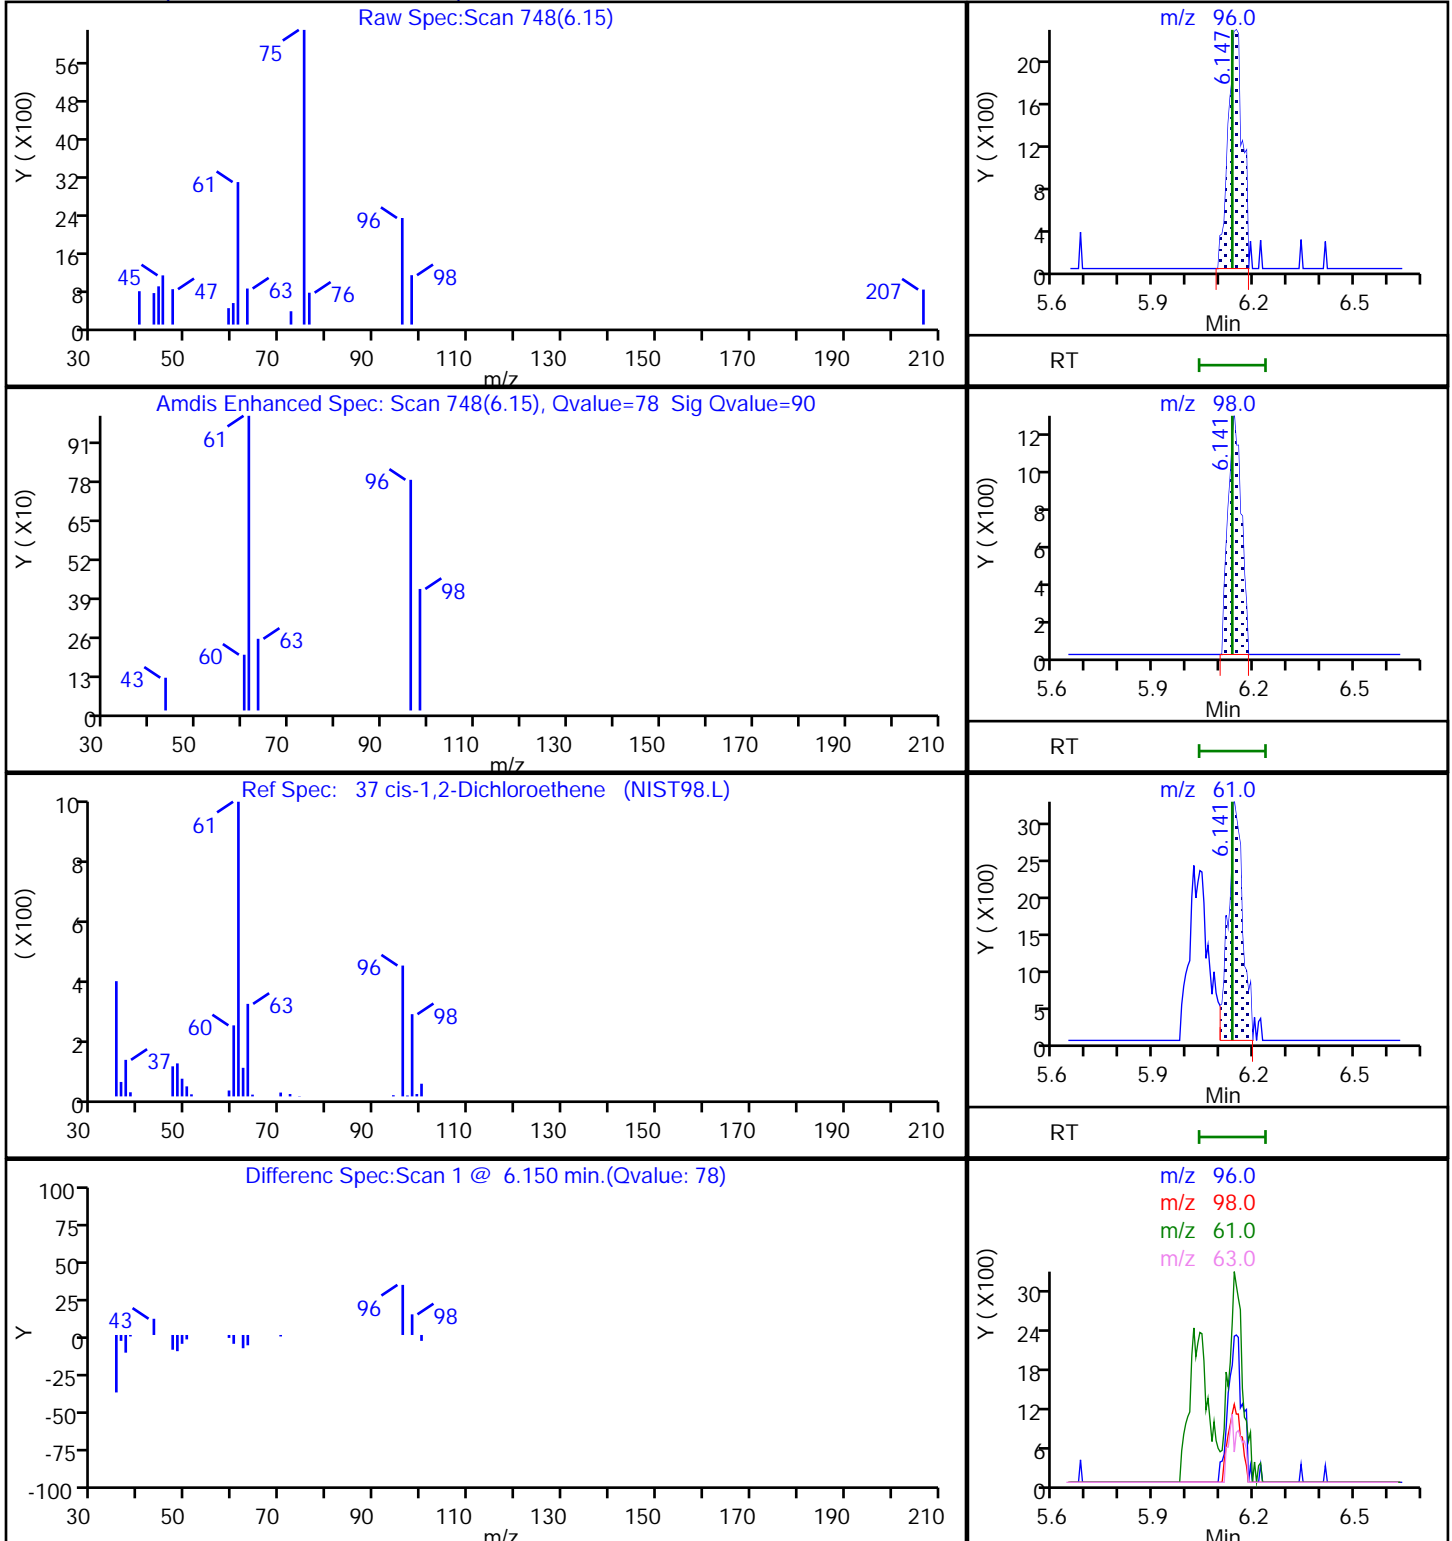 Raw Spec:Scan 748(6.15)
Y ( X100)
56
48
40
32
24
16
8
0
75
61
96
98
45
47
63
76
207
30 50 70 90 110 130 150 170 190 210
m/z
m/z 96.0
Y ( X100)
20
16
12
8
4
0
6.147
5.6 5.9 6.2 6.5
Min
RT
Amdis Enhanced Spec: Scan 748(6.15), Qvalue=78 Sig Qvalue=90
Y ( X10)
91
78
65
52
39
26
13
0
61
96
98
63
60
43
30 50 70 90 110 130 150 170 190 210
m/z
m/z 98.0
Y ( X100)
12
10
8
6
4
2
0
6.141
5.6 5.9 6.2 6.5
Min
RT
Ref Spec: 37 cis-1,2-Dichloroethene (NIST98.L)
( X100)
10
8
6
4
2
0
61
96
98
63
60
37
30 50 70 90 110 130 150 170 190 210
m/z 61.0
Y ( X100)
30
25
20
15
10
5
0
6.141
5.6 5.9 6.2 6.5
Min
RT
Differenc Spec:Scan 1 @ 6.150 min.(Qvalue: 78)
Y
100
75
50
25
0
-25
-50
-75
-100
43
96
98
30 50 70 90 110 130 150 170 190 210
m/z
m/z 96.0
m/z 98.0
m/z 61.0
m/z 63.0
Y ( X100)
30
24
18
12
6
0
5.6 5.9 6.2 6.5
Min